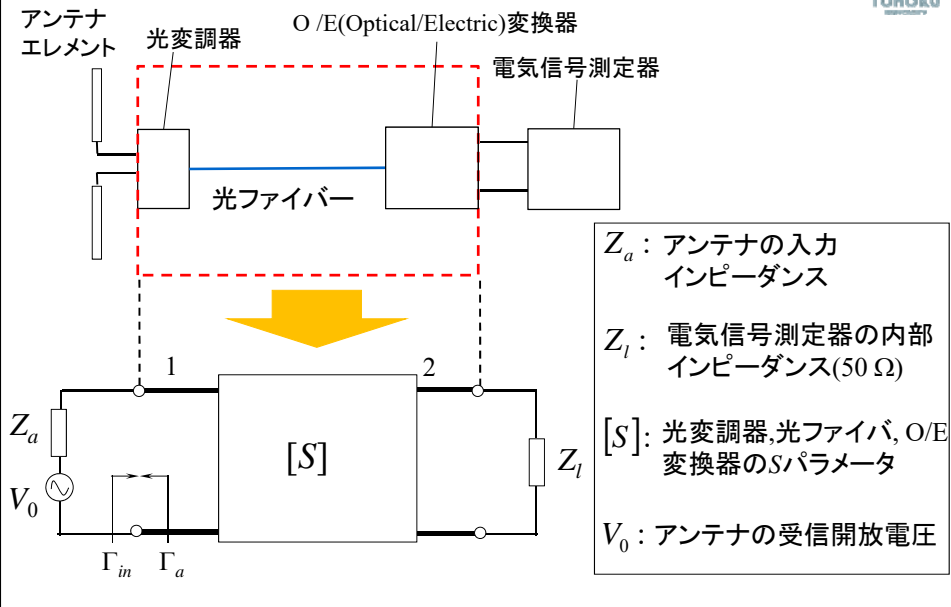 TOHOKU
アンテナ
エレメント
光変調器
O /E(Optical/Electric)変換器
電気信号測定器
光ファイバー
1
2
Z_a
V_0
[S]
Z_l
Γ_in
Γ_a
Z_a : アンテナの入力
インピーダンス
Z_l : 電気信号測定器の内部
インピーダンス(50 Ω)
[S]: 光変調器,光ファイバ, O/E
変換器のSパラメータ
V_0 : アンテナの受信開放電圧